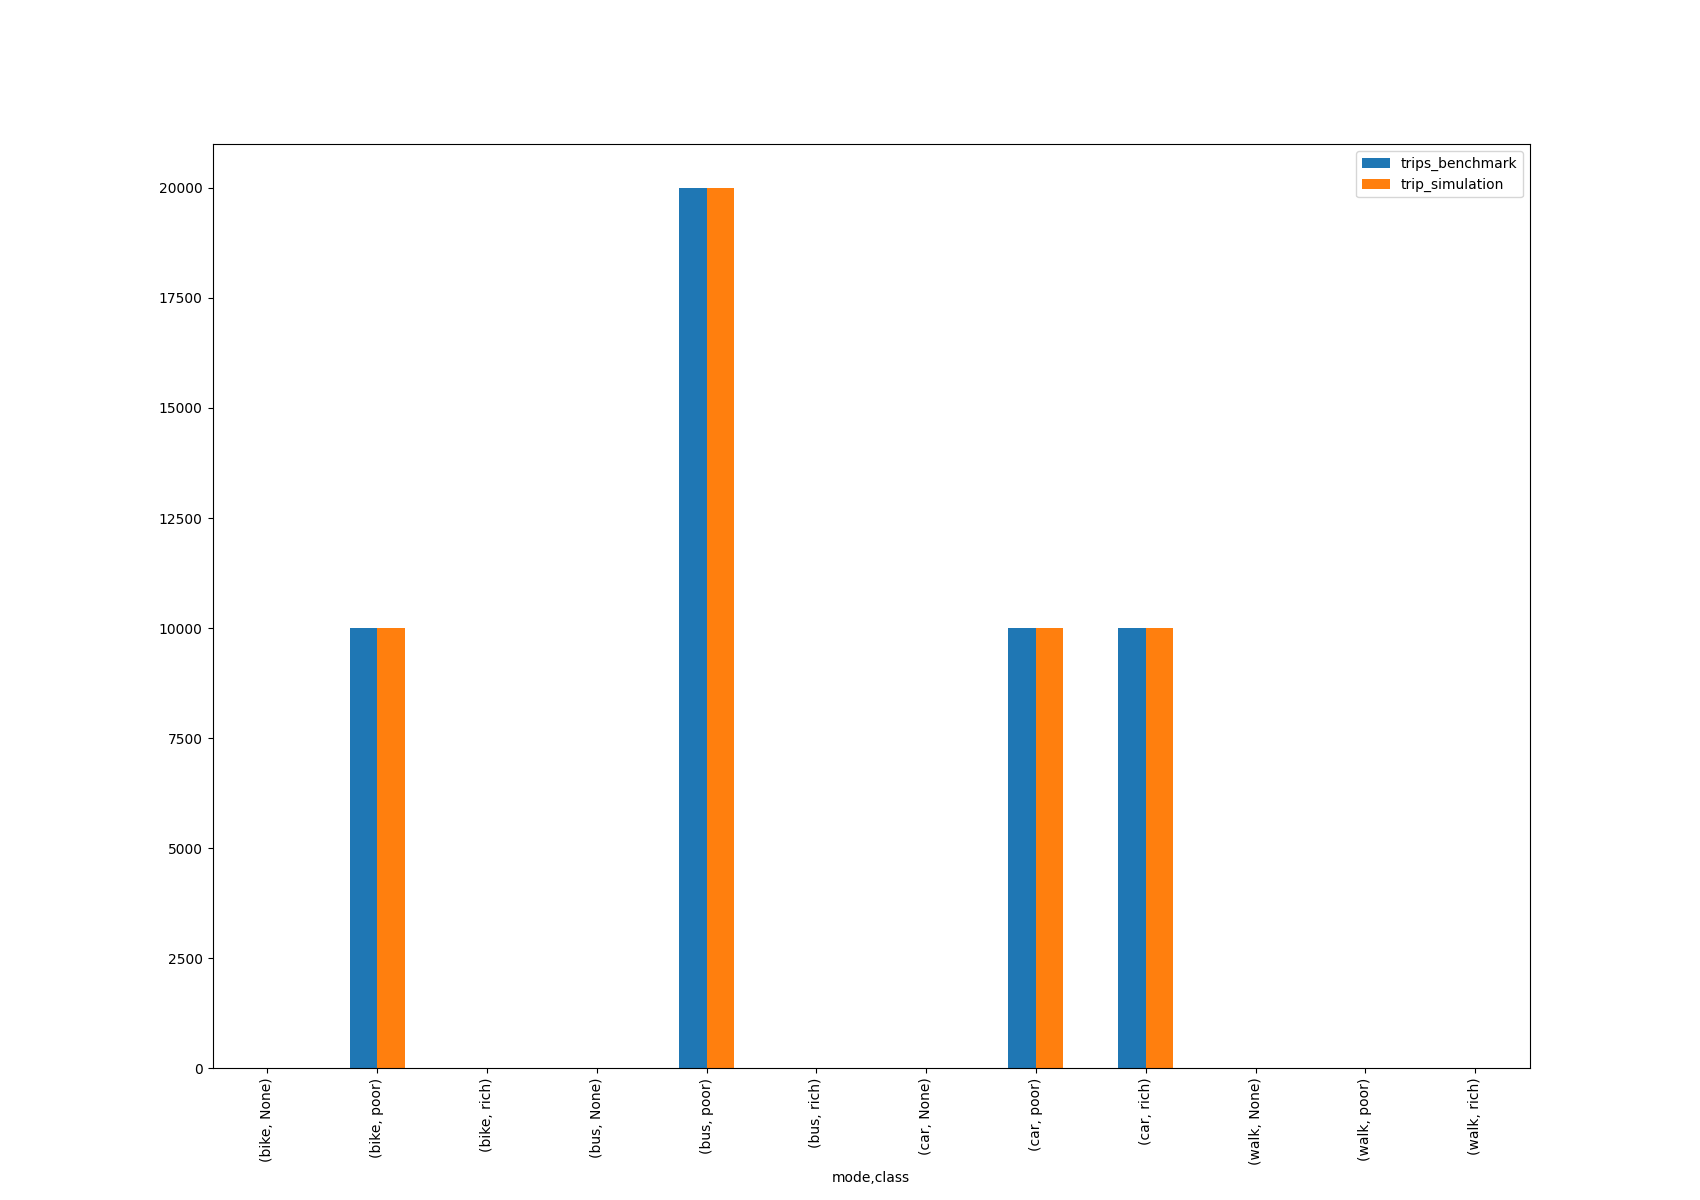 trips_benchmark
trip_simulation
20000
17500
15000
12500
10000
7500
5000
2500
0
(bike, None)
(bike, poor)
(bike, rich)
(bus, None)
(bus, poor)
(bus, rich)
(car, None)
(car, poor)
(car, rich)
(walk, None)
(walk, poor)
(walk, rich)
mode,class